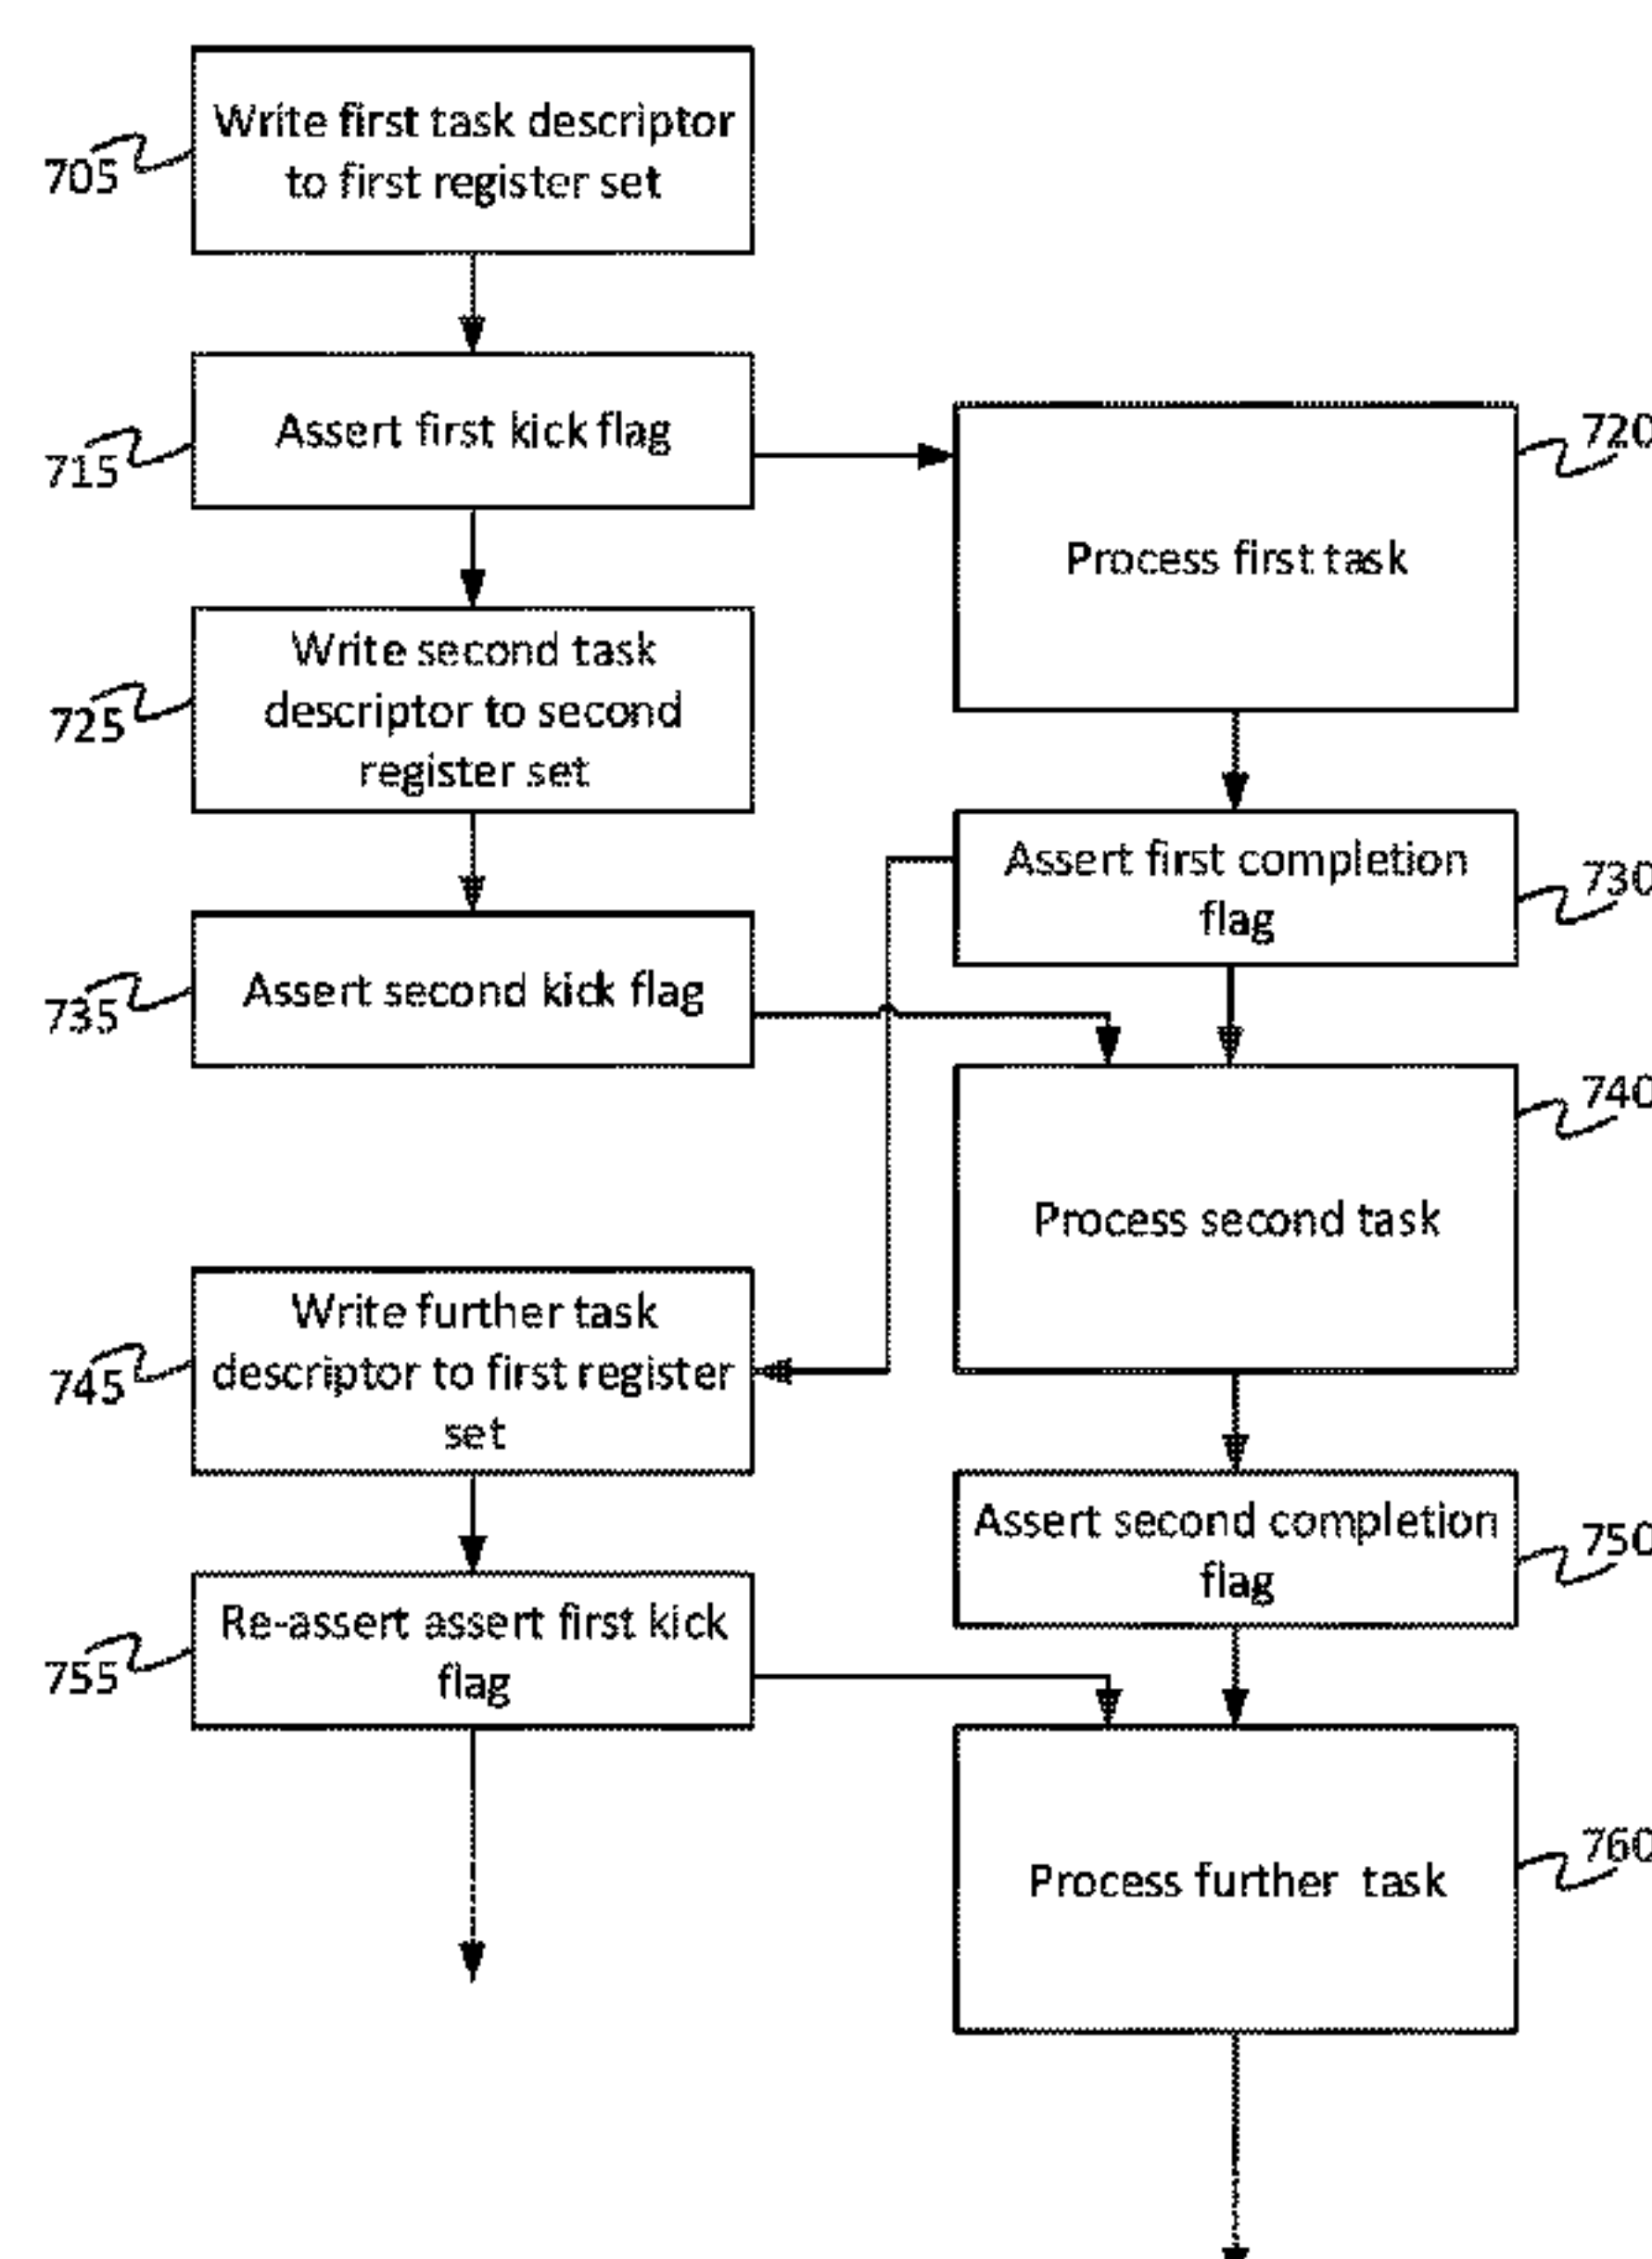 Write first task descriptor
to first register set
705
Assert first kick flag
715
Process first task
720
Write second task
descriptor to second
register set
725
Assert first completion
flag
730
Assert second kick flag
735
Process second task
740
Write further task
descriptor to first register
set
745
Assert second completion
flag
750
Re-assert assert first kick
flag
755
Process further task
760